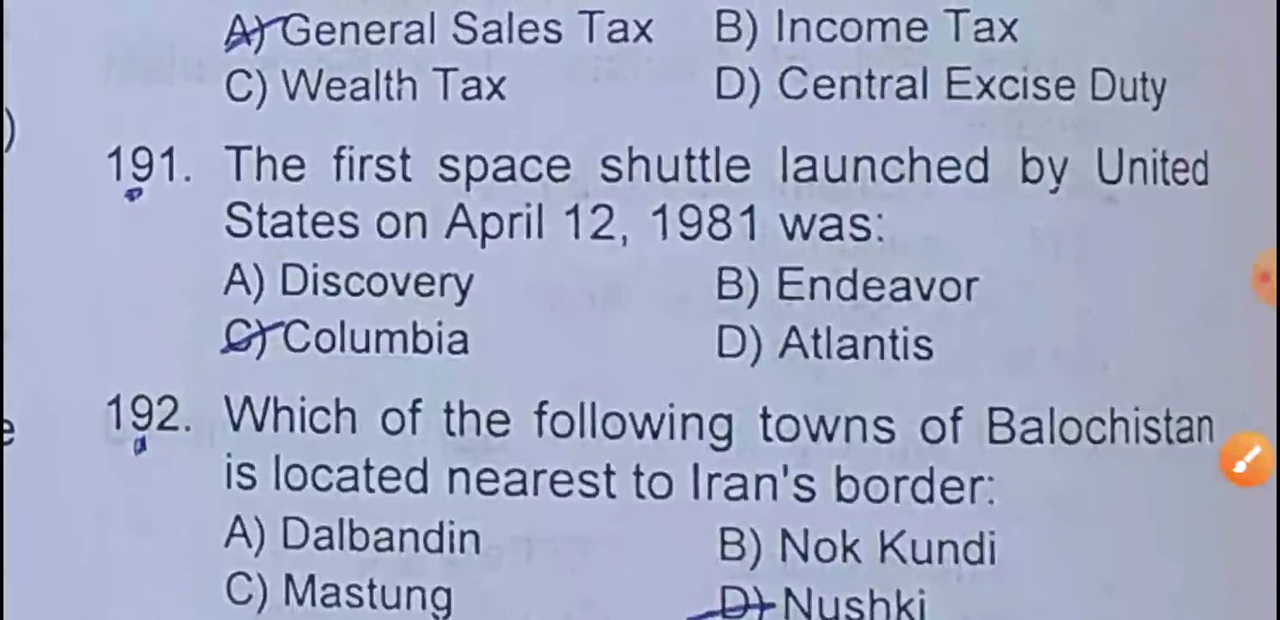 A) General Sales Tax B) Income Tax
C) Wealth Tax D) Central Excise Duty
)
191. The first space shuttle launched by United
States on April 12, 1981 was:
A) Discovery B) Endeavor
C) Columbia D) Atlantis
e
192. Which of the following towns of Balochistan
is located nearest to Iran's border:
A) Dalbandin B) Nok Kundi
C) Mastung D) Nushki